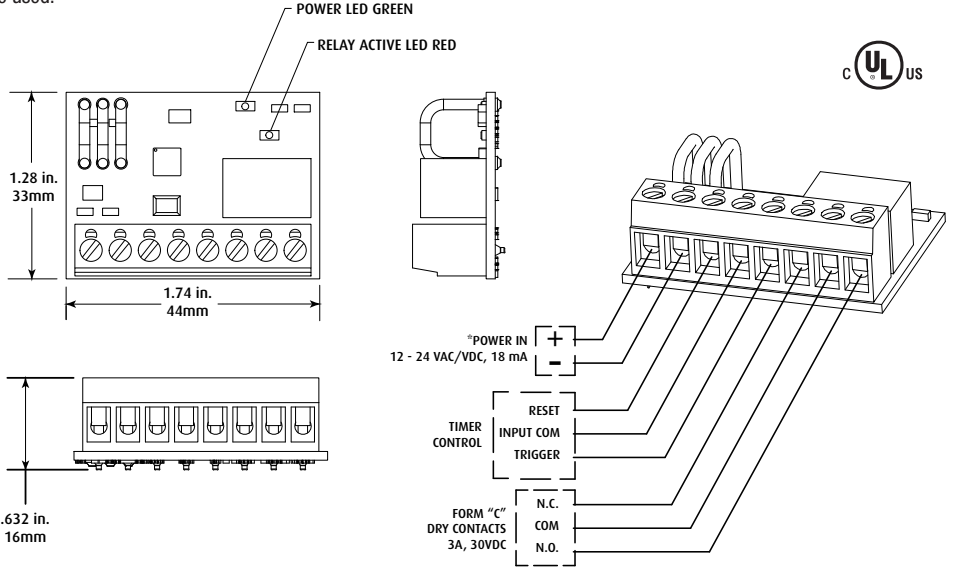 used.
POWER LED GREEN
RELAY ACTIVE LED RED
C UL® US
1.28 in.
33mm
1.74 in.
44mm
*POWER IN
12 - 24 VAC/VDC, 18 mA
+
-
TIMER
CONTROL
RESET
INPUT COM
TRIGGER
.632 in.
16mm
FORM “C”
DRY CONTACTS
3A, 30VDC
N.C.
COM
N.O.